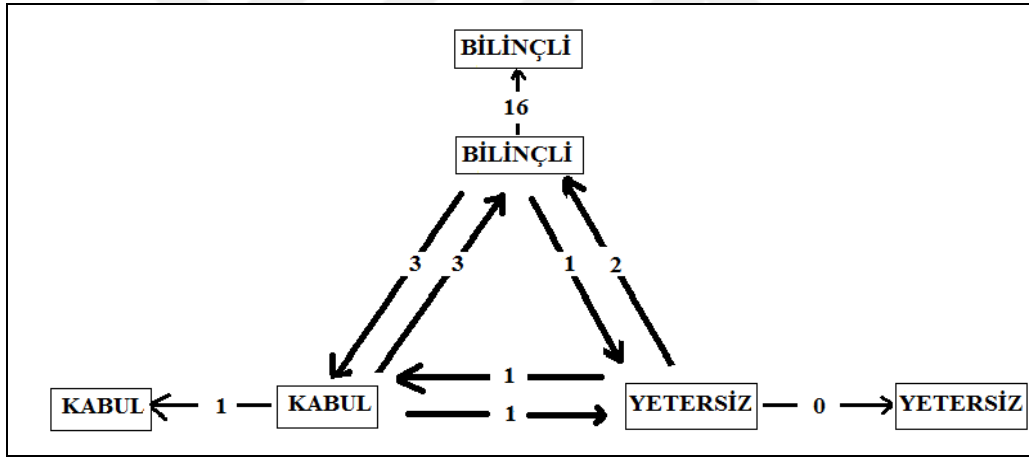 BİLİNÇLİ
16
BİLİNÇLİ
3 3 1 2
1
KABUL 1 KABUL YETERSİZ 0 YETERSİZ
1